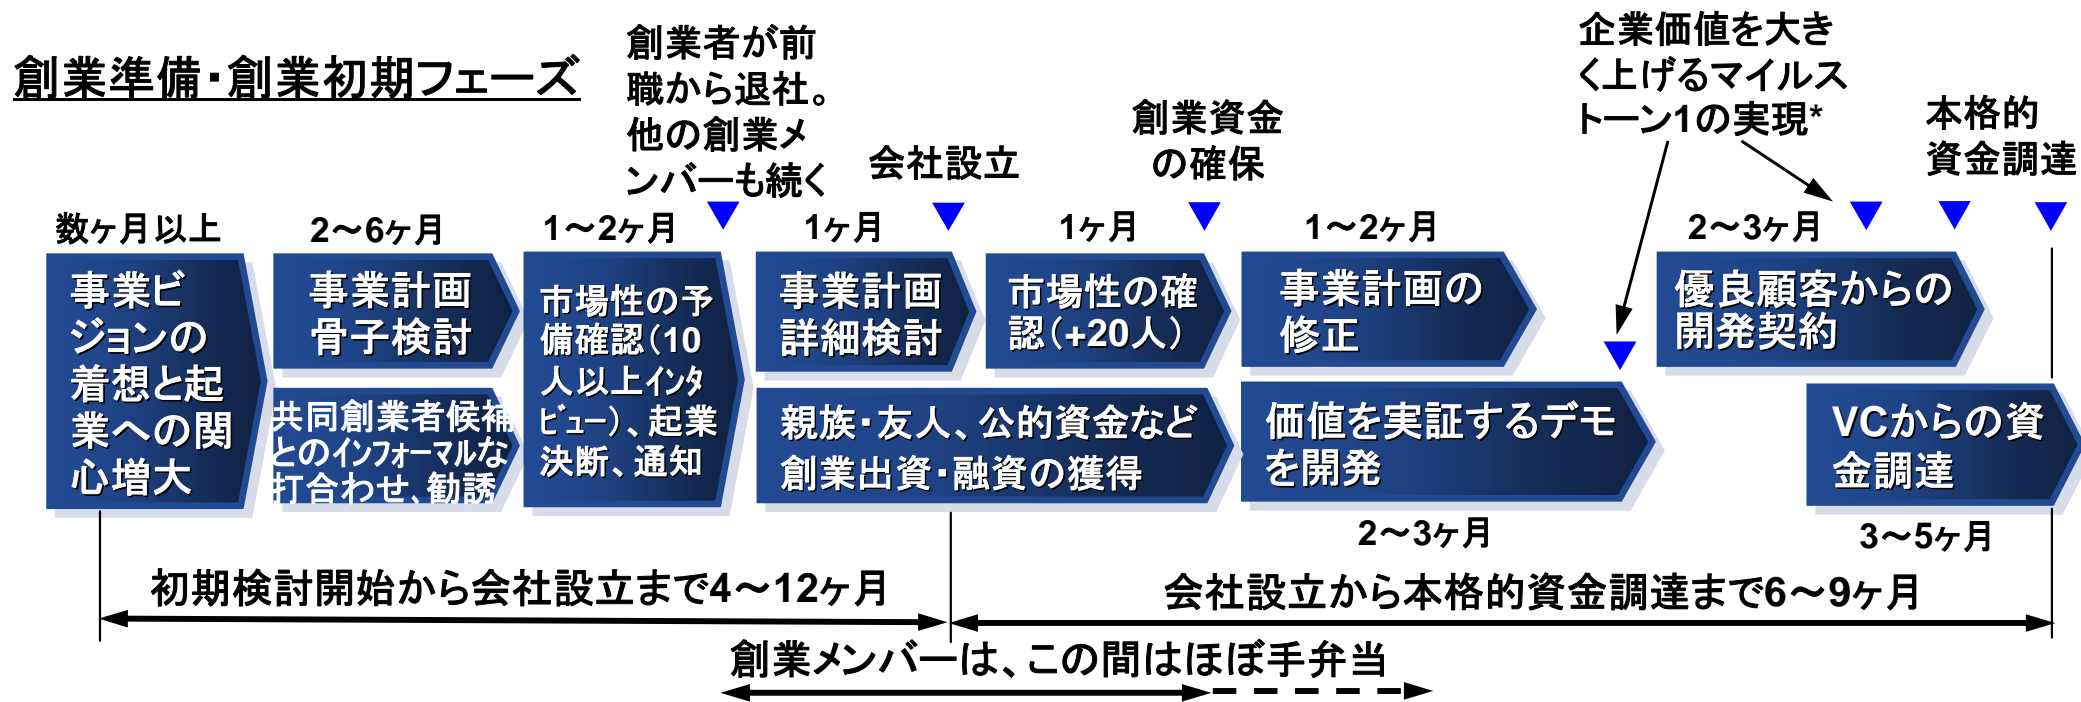 創業準備・創業初期フェーズ
創業者が前
職から退社。
他の創業メ
ンバーも続く
会社設立
創業資金
の確保
企業価値を大き
く上げるマイルス
トーン1の実現*
本格的
資金調達
数ヶ月以上
2～6ヶ月
1～2ヶ月
1ヶ月
1ヶ月
1～2ヶ月
2～3ヶ月
事業ビ
ジョンの
着想と起
業への関
心増大
事業計画
骨子検討
共同創業者候補
とのインフォーマルな
打合わせ、勧誘
市場性の予
備確認（10
人以上インタ
ビュー）、起業
決断、通知
事業計画
詳細検討
市場性の確
認（+20人）
親族・友人、公的資金など
創業出資・融資の獲得
事業計画の
修正
価値を実証するデモ
を開発
2～3ヶ月
優良顧客からの
開発契約
VCからの資
金調達
3～5ヶ月
初期検討開始から会社設立まで4～12ヶ月
会社設立から本格的資金調達まで6～9ヶ月
創業メンバーは、この間はほぼ手弁当